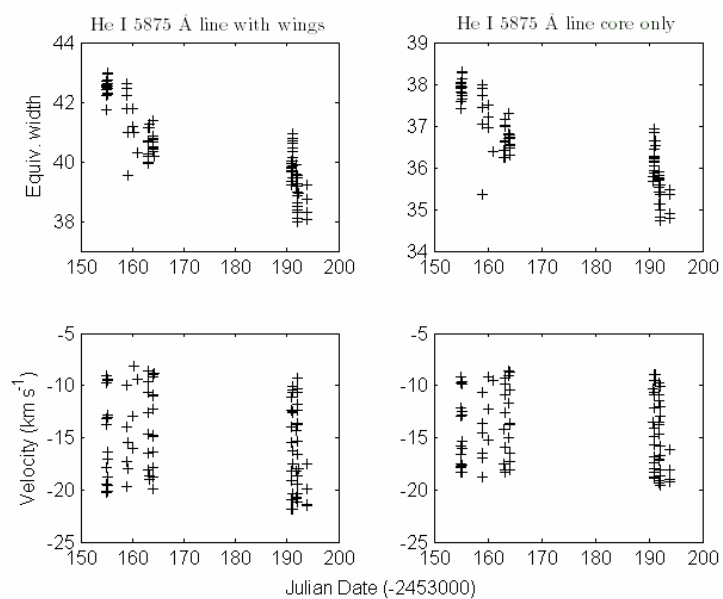 He I 5875 Å line with wings
He I 5875 Å line core only
44
42
40
38
Equiv. width
150 160 170 180 190 200
39
38
37
36
35
34
150 160 170 180 190 200
-5
-10
-15
-20
-25
Velocity (km s-1)
150 160 170 180 190 200
-5
-10
-15
-20
-25
150 160 170 180 190 200
Julian Date (-2453000)